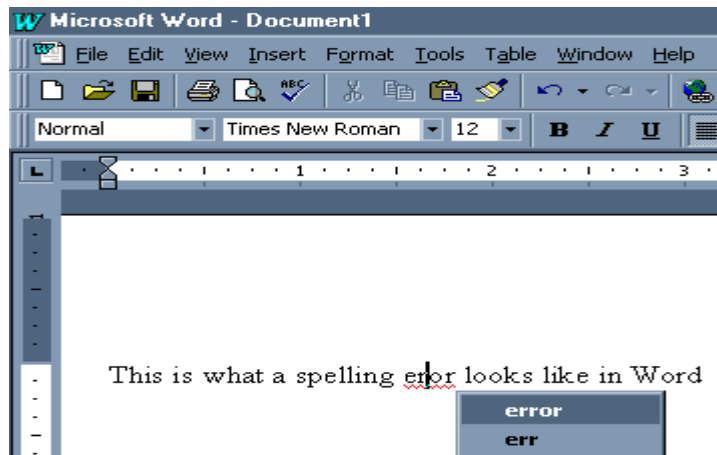 Microsoft Word - Document1
File Edit View Insert Format Tools Table Window Help
ABC
Normal Times New Roman 12 B I U
1 2 3
This is what a spelling eror looks like in Word
error
err